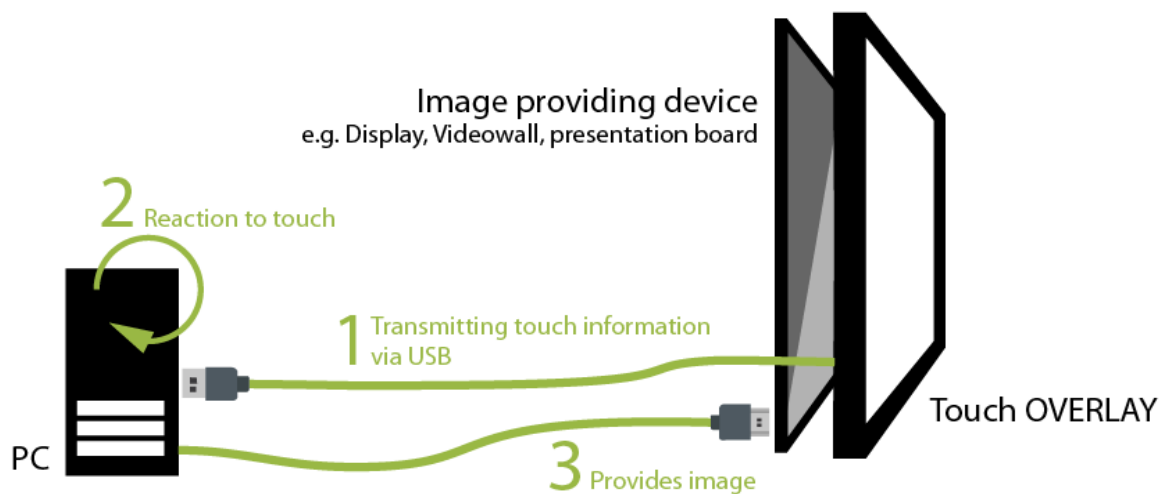 Image providing device
e.g. Display, Videowall, presentation board
2 Reaction to touch
1 Transmitting touch information
via USB
Touch OVERLAY
PC
3 Provides image